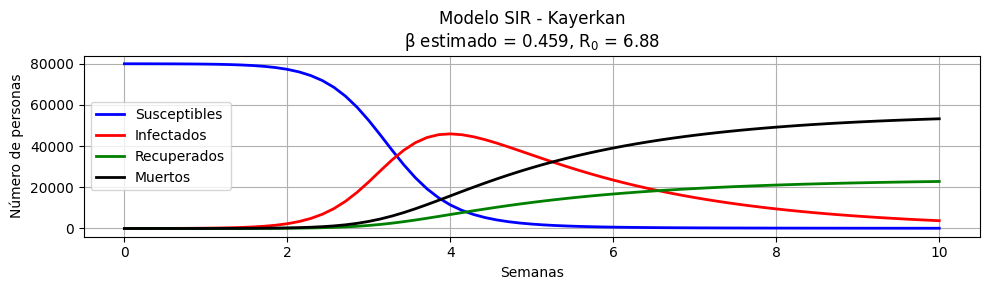 Modelo SIR - Kayerkan
β estimado = 0.459, R₀ = 6.88
Número de personas
80000
60000
40000
20000
0
Susceptibles
Infectados
Recuperados
Muertos
0 2 4 6 8 10
Semanas